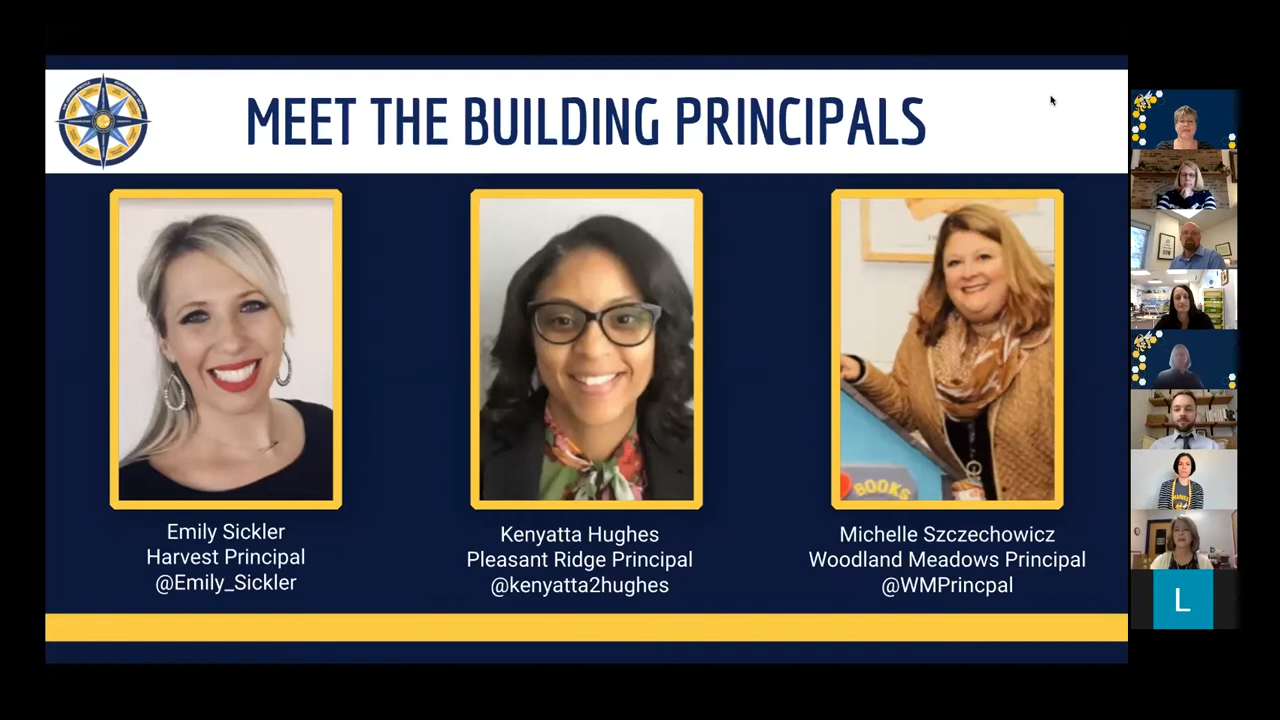 MEET THE BUILDING PRINCIPALS
BOOKS
Emily Sickler
Harvest Principal
@Emily_Sickler
Kenyatta Hughes
Pleasant Ridge Principal
@kenyatta2hughes
Michelle Szczechowicz
Woodland Meadows Principal
@WMPrincpal
L